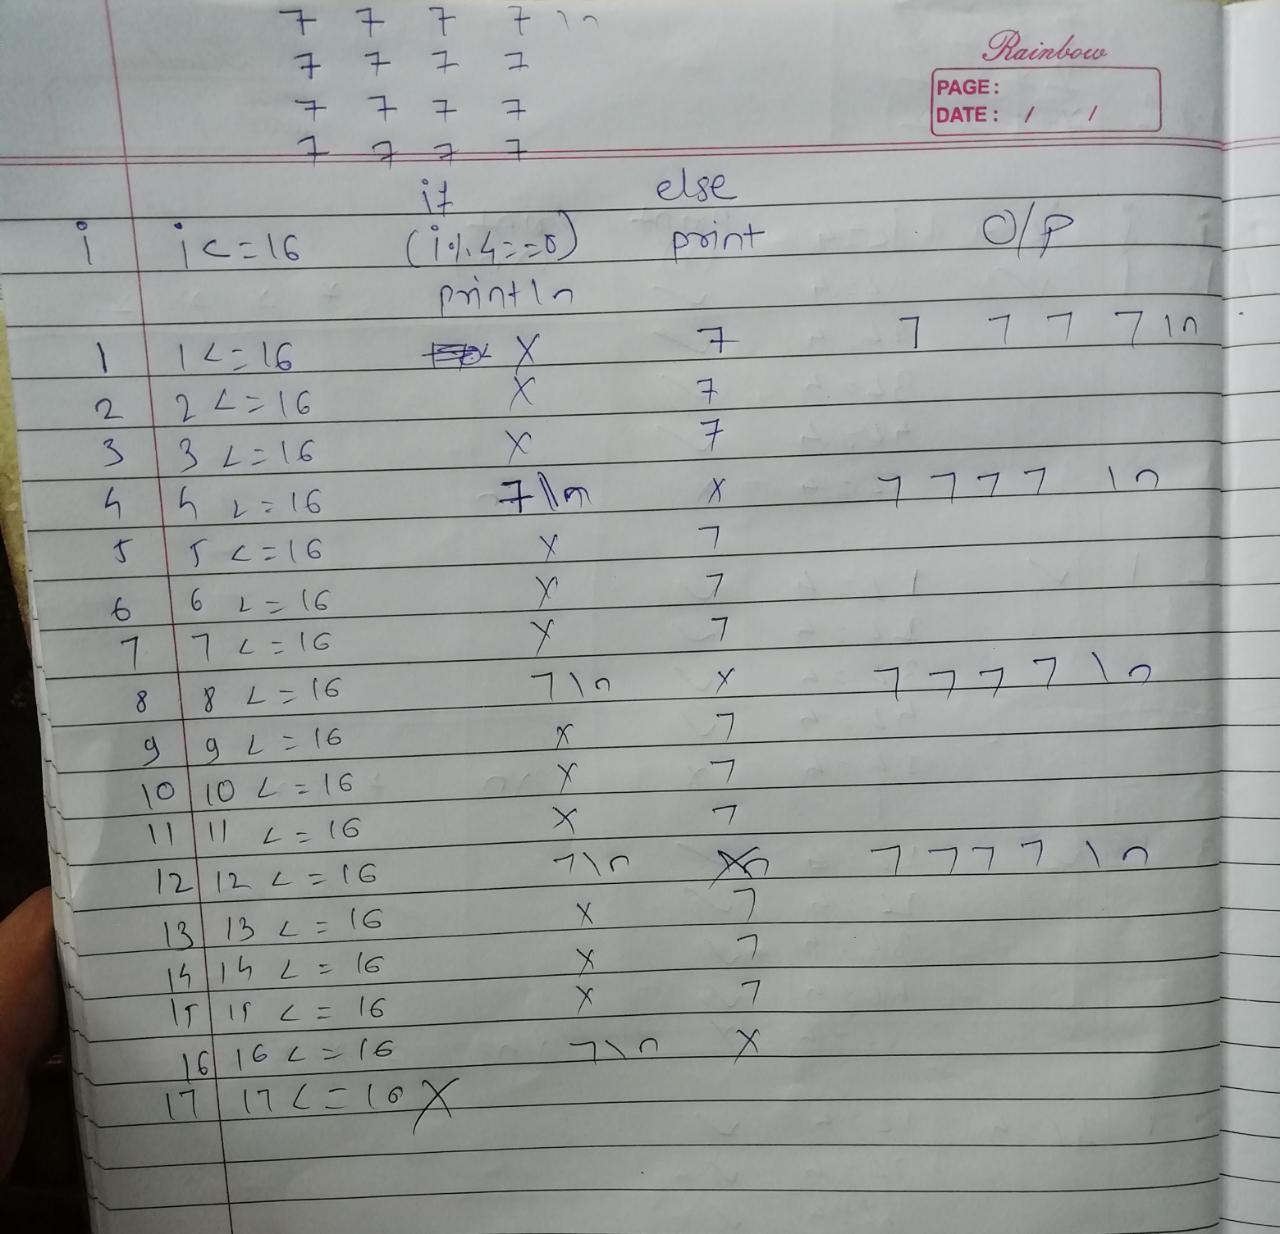 7 7 7 7 ln
7 7 7 7
7 7 7 7
7 7 7 7
Rainbow
PAGE:
DATE: / /
if else
i i<=16 (i%4==0) print O/P
println
1 1<=16 X 7 7 7 7 7 ln
2 2<=16 X 7
3 3<=16 X 7
4 4<=16 7\n X 7 7 7 7 \n
5 5<=16 X 7
6 6<=16 X 7
7 7<=16 X 7
8 8<=16 7\n X 7 7 7 7 \n
9 9<=16 X 7
10 10<=16 X 7
11 11<=16 X 7
12 12<=16 7\n X 7 7 7 7 \n
13 13<=16 X 7
14 14<=16 X 7
15 15<=16 X 7
16 16<=16 7\n X
17 17<=16 X